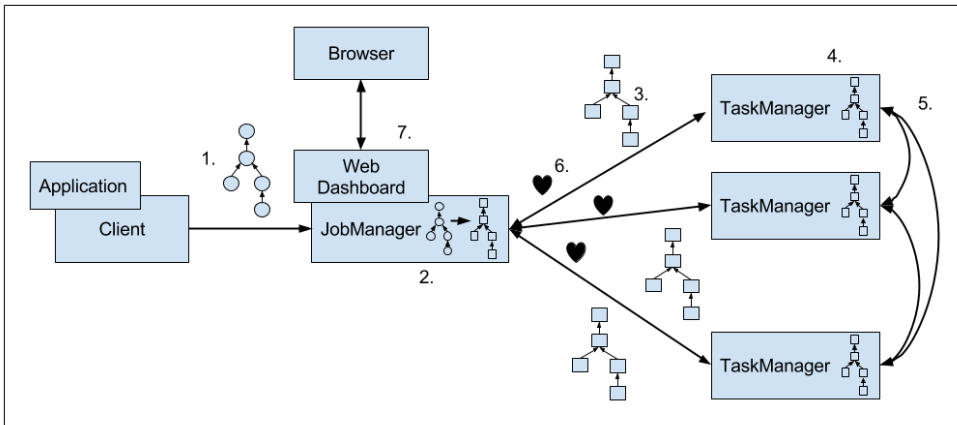 Browser
4.
3.
TaskManager
5.
7.
1.
6.
Web
Dashboard
Application
Client
JobManager
TaskManager
2.
TaskManager